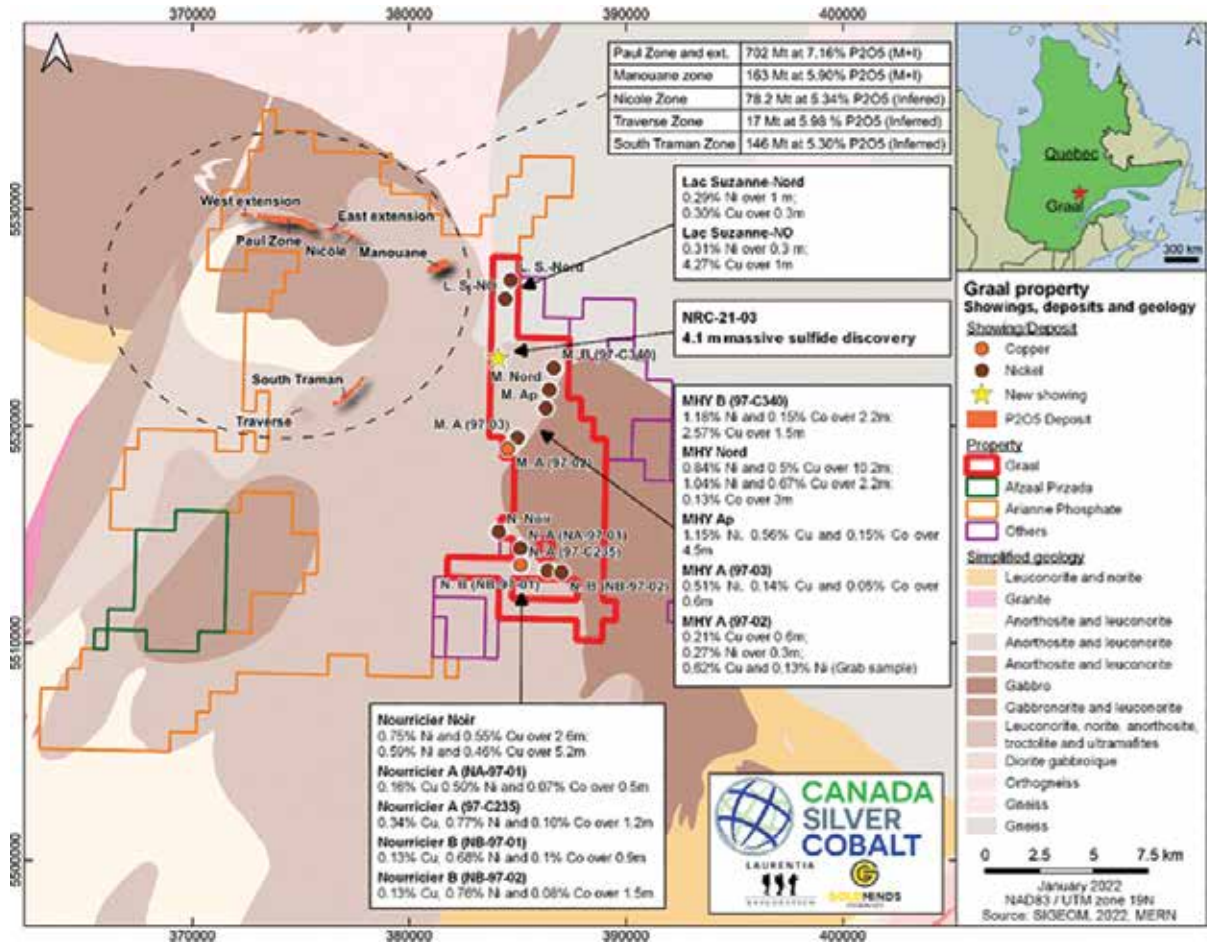 370000
380000
390000
400000
5530000
5520000
5510000
5500000
Paul Zone and ext. 702 Mt at 7.16% P2O5 (M+I)
Manouane zone 163 Mt at 5.90% P2O5 (M+I)
Nicole Zone 78.2 Mt at 5.34% P2O5 (Inferred)
Traverse Zone 17 Mt at 5.98 % P2O5 (Inferred)
South Traman Zone 146 Mt at 5.30% P2O5 (Inferred)
West extension
East extension
Paul Zone
Nicole
Manouane
South Traman
Traverse
Lac Suzanne-Nord
0.29% Ni over 1 m;
0.30% Cu over 0.3m
Lac Suzanne-NO
0.31% Ni over 0.3 m;
4.27% Cu over 1m
L. S.-Nord
L. S.-NO
NRC-21-03
4.1 m massive sulfide discovery
M. B (97-C340)
M. Nord
M. Ap
M. A (97-03)
M. A (97-02)
N. Noir
N. A (NA-97-01)
N. A (97-C235)
N. B (NB-97-01)
N. B (NB-97-02)
MHY B (97-C340)
1.18% Ni and 0.15% Co over 2.2m;
2.57% Cu over 1.5m
MHY Nord
0.84% Ni and 0.5% Cu over 10.2m;
1.04% Ni and 0.67% Cu over 2.2m;
0.13% Co over 3m
MHY Ap
1.15% Ni, 0.56% Cu and 0.15% Co over
4.5m
MHY A (97-03)
0.51% Ni, 0.14% Cu and 0.05% Co over
0.6m
MHY A (97-02)
0.21% Cu over 0.6m;
0.27% Ni over 0.3m;
0.62% Cu and 0.13% Ni (Grab sample)
Nourricier Noir
0.75% Ni and 0.55% Cu over 2.6m;
0.59% Ni and 0.46% Cu over 5.2m
Nourricier A (NA-97-01)
0.16% Cu 0.50% Ni and 0.07% Co over 0.5m
Nourricier A (97-C235)
0.34% Cu, 0.77% Ni and 0.10% Co over 1.2m
Nourricier B (NB-97-01)
0.13% Cu, 0.68% Ni and 0.1% Co over 0.9m
Nourricier B (NB-97-02)
0.13% Cu, 0.76% Ni and 0.08% Co over 1.5m
CANADA
SILVER
COBALT
LAURENTIA
EXPLORATION
GOLDMINDS
370000
380000
390000
400000
Quebec
Graal
300 km
Graal property
Showings, deposits and geology
Showing/Deposit
Copper
Nickel
New showing
P2O5 Deposit
Property
Graal
Afzaal Pirzada
Arianne Phosphate
Others
Simplified geology
Leuconorite and norite
Granite
Anorthosite and leuconorite
Anorthosite and leuconorite
Anorthosite and leuconorite
Gabbro
Gabbronorite and leuconorite
Leuconorite, norite, anorthosite,
troctolite and ultramafites
Diorite gabbroïque
Orthogneiss
Gneiss
Gneiss
0 2.5 5 7.5 km
January 2022
NAD83 / UTM zone 19N
Source: SIGEOM, 2022, MERN